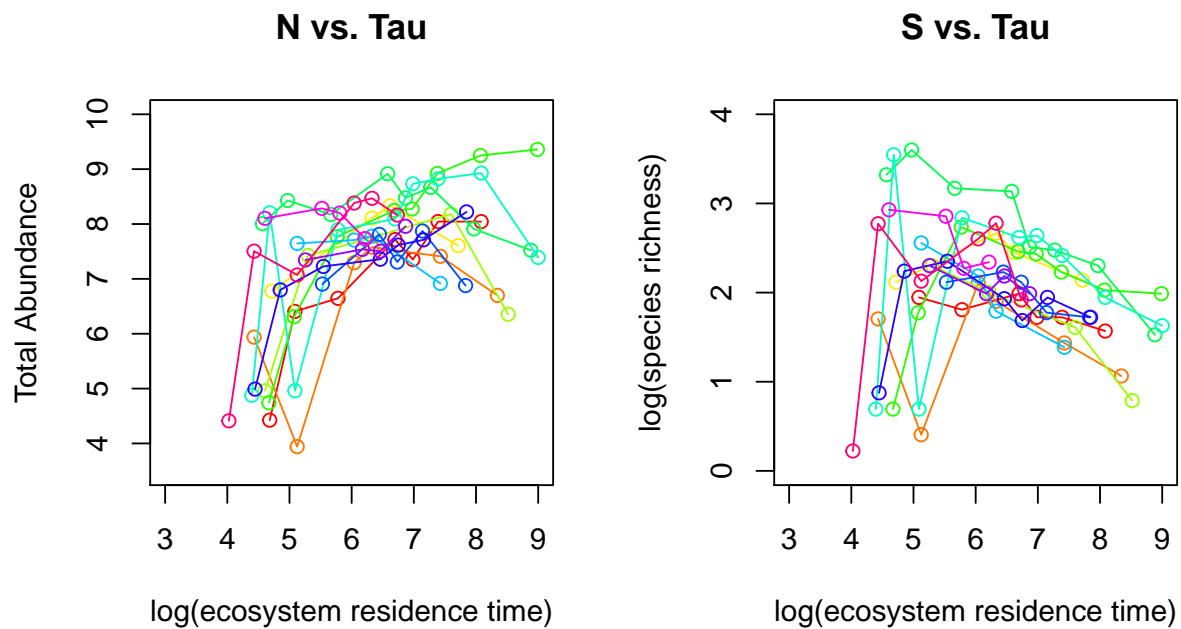 N vs. Tau
Total Abundance
10
9
8
7
6
5
4
3 4 5 6 7 8 9
log(ecosystem residence time)
S vs. Tau
log(species richness)
4
3
2
1
0
3 4 5 6 7 8 9
log(ecosystem residence time)